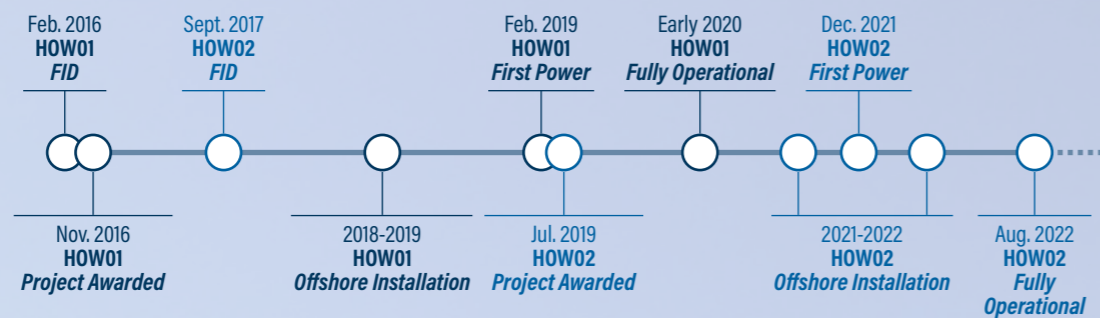 Feb. 2016
HOW01
FID
Sept. 2017
HOW02
FID
Feb. 2019
HOW01
First Power
Early 2020
HOW01
Fully Operational
Dec. 2021
HOW02
First Power
Nov. 2016
HOW01
Project Awarded
2018-2019
HOW01
Offshore Installation
Jul. 2019
HOW02
Project Awarded
2021-2022
HOW02
Offshore Installation
Aug. 2022
HOW02
Fully
Operational